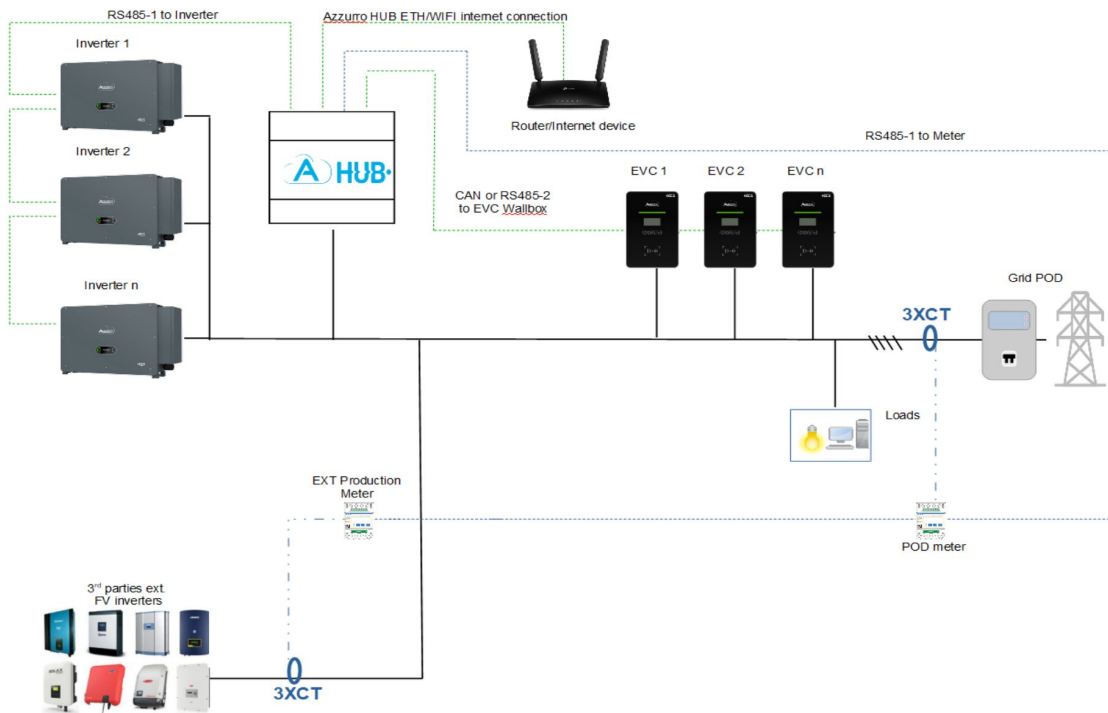 RS485-1 to Inverter
Azzurro HUB ETH/WIFI internet connection
Inverter 1
Router/Internet device
RS485-1 to Meter
Inverter 2
A HUB
EVC 1
EVC 2
EVC n
CAN or RS485-2
to EVC Wallbox
Inverter n
Grid POD
3XCT
Loads
EXT Production
Meter
POD meter
3rd parties ext.
FV inverters
3XCT